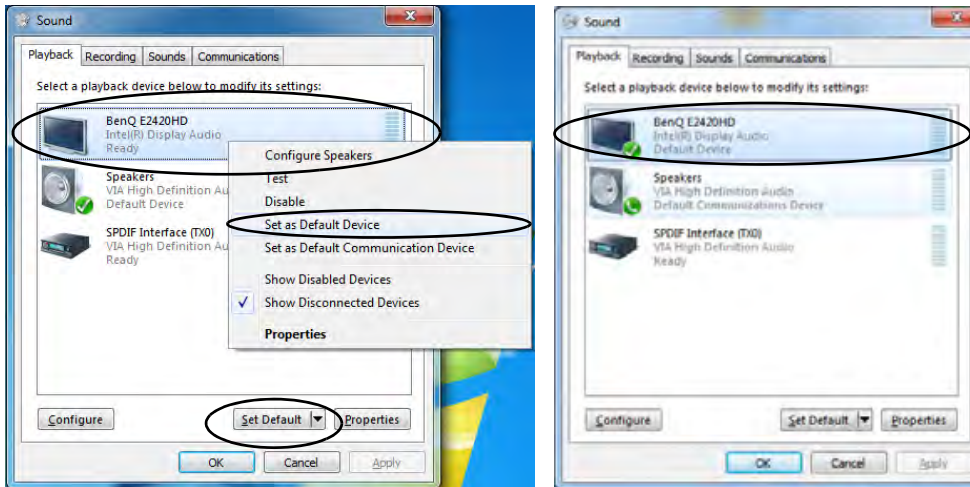 Sound
Playback Recording Sounds Communications
Select a playback device below to modify its settings:
BenQ E2420HD
Intel(R) Display Audio
Ready
Speakers
VIA High Definition Au
Default Device
SPDIF Interface (TX0)
VIA High Definition Au
Ready
Configure Speakers
Test
Disable
Set as Default Device
Set as Default Communication Device
Show Disabled Devices
Show Disconnected Devices
Properties
Configure Set Default Properties
OK Cancel Apply
Sound
Playback Recording Sounds Communications
Select a playback device below to modify its settings:
BenQ E2420HD
Intel(R) Display Audio
Default Device
Speakers
VIA High Definition Audio
Default Communications Device
SPDIF Interface (TX0)
VIA High Definition Audio
Ready
Configure Set Default Properties
OK Cancel Apply